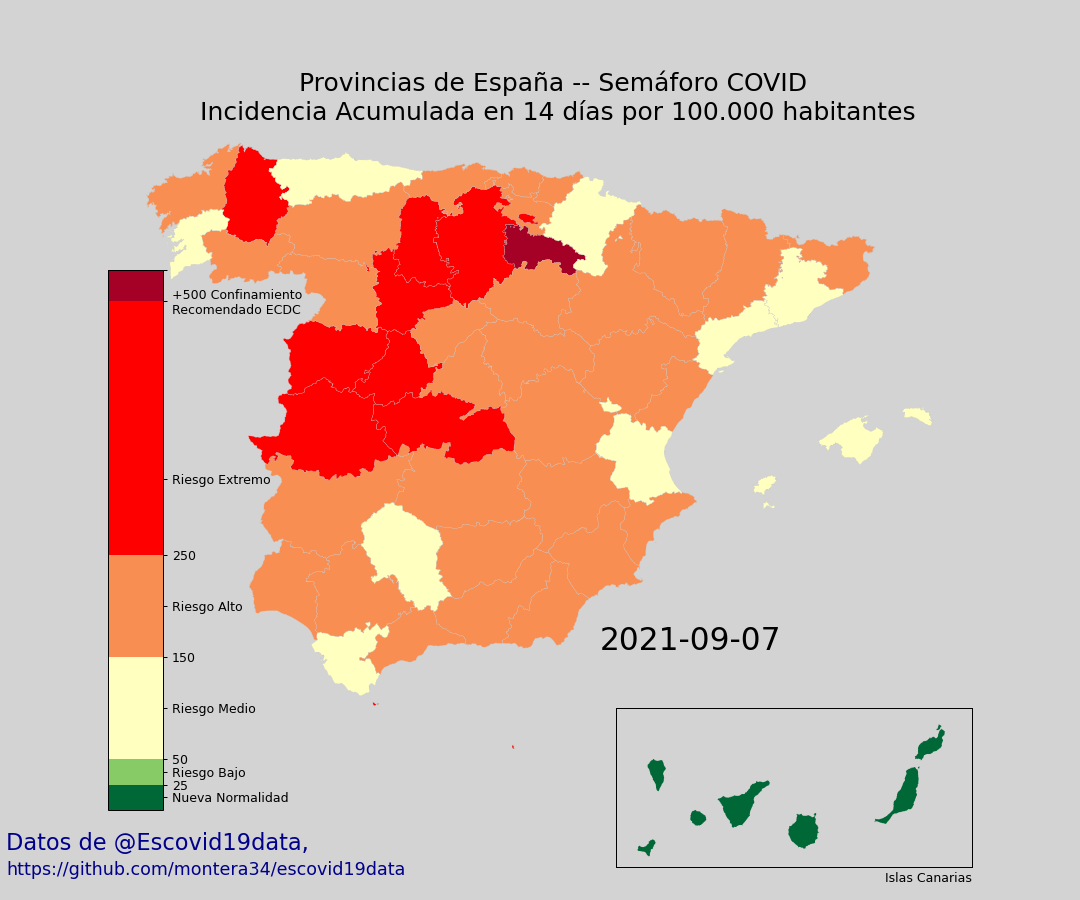 Provincias de España -- Semáforo COVID
Incidencia Acumulada en 14 días por 100.000 habitantes
+500 Confinamiento
Recomendado ECDC
Riesgo Extremo
250
Riesgo Alto
150
Riesgo Medio
50
Riesgo Bajo
25
Nueva Normalidad
2021-09-07
Islas Canarias
Datos de @Escovid19data,
https://github.com/montera34/escovid19data